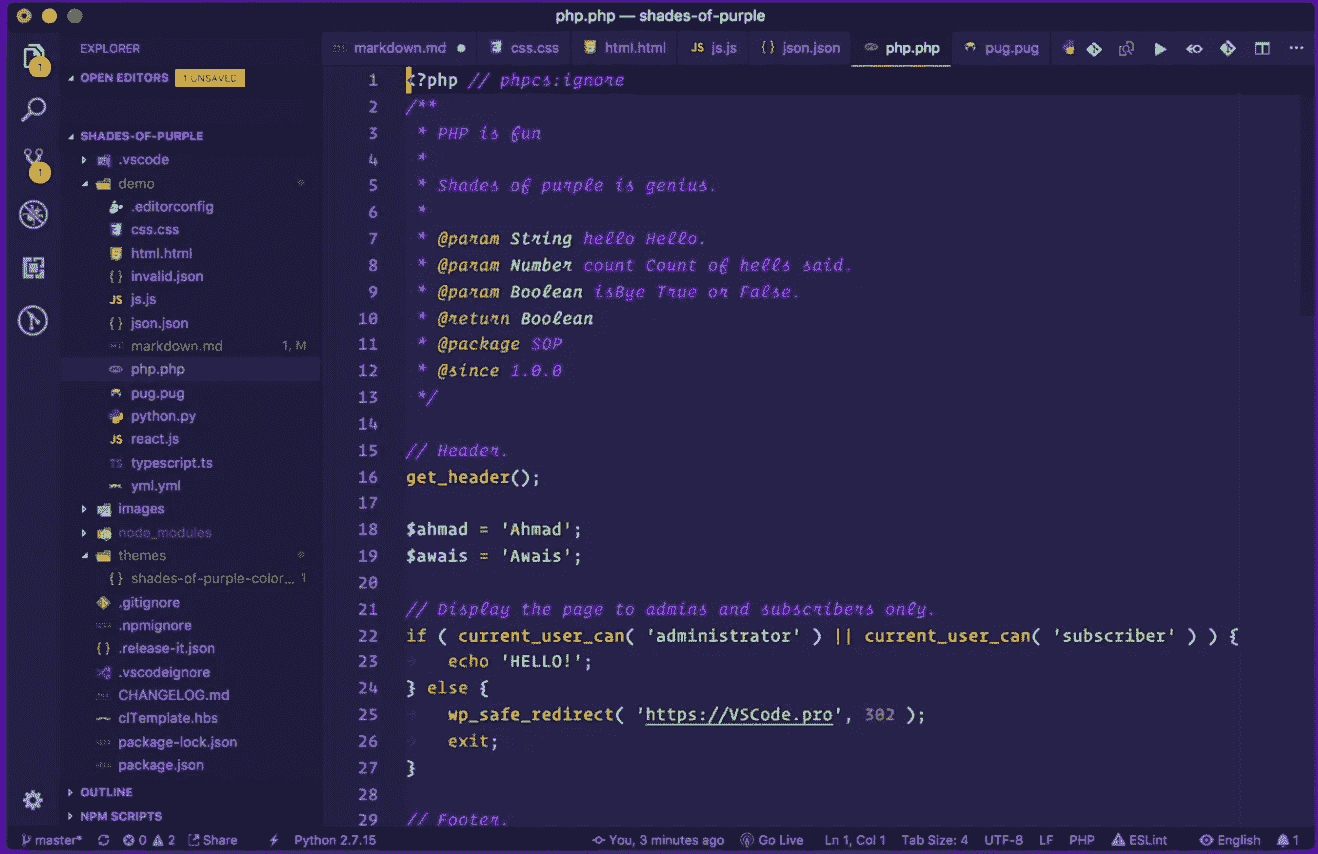 php.php — shades-of-purple
EXPLORER
OPEN EDITORS 1 UNSAVED
SHADES-OF-PURPLE
.vscode
demo
.editorconfig
css.css
html.html
{} invalid.json
JS js.js
{} json.json
markdown.md 1, M
php.php
pug.pug
python.py
JS react.js
TS typescript.ts
yml.yml
images
node_modules
themes
{} shades-of-purple-color... 1
.gitignore
.npmignore
{} .release-it.json
.vscodeignore
CHANGELOG.md
clTemplate.hbs
package-lock.json
package.json
OUTLINE
NPM SCRIPTS
1
1
markdown.md ● css.css html.html JS js.js {} json.json php.php pug.pug
1 <?php // phpcs:ignore
2 /**
3 * PHP is fun
4 *
5 * Shades of purple is genius.
6 *
7 * @param String hello Hello.
8 * @param Number count Count of hells said.
9 * @param Boolean isBye True or False.
10 * @return Boolean
11 * @package SOP
12 * @since 1.0.0
13 */
14
15 // Header.
16 get_header();
17
18 $ahmad = 'Ahmad';
19 $awais = 'Awais';
20
21 // Display the page to admins and subscribers only.
22 if ( current_user_can( 'administrator' ) || current_user_can( 'subscriber' ) ) {
23 echo 'HELLO!';
24 } else {
25 wp_safe_redirect( 'https://VSCode.pro', 302 );
26 exit;
27 }
28
29 // Footer.
master* 0 2 Share Python 2.7.15 You, 3 minutes ago Go Live Ln 1, Col 1 Tab Size: 4 UTF-8 LF PHP ESLint English 1